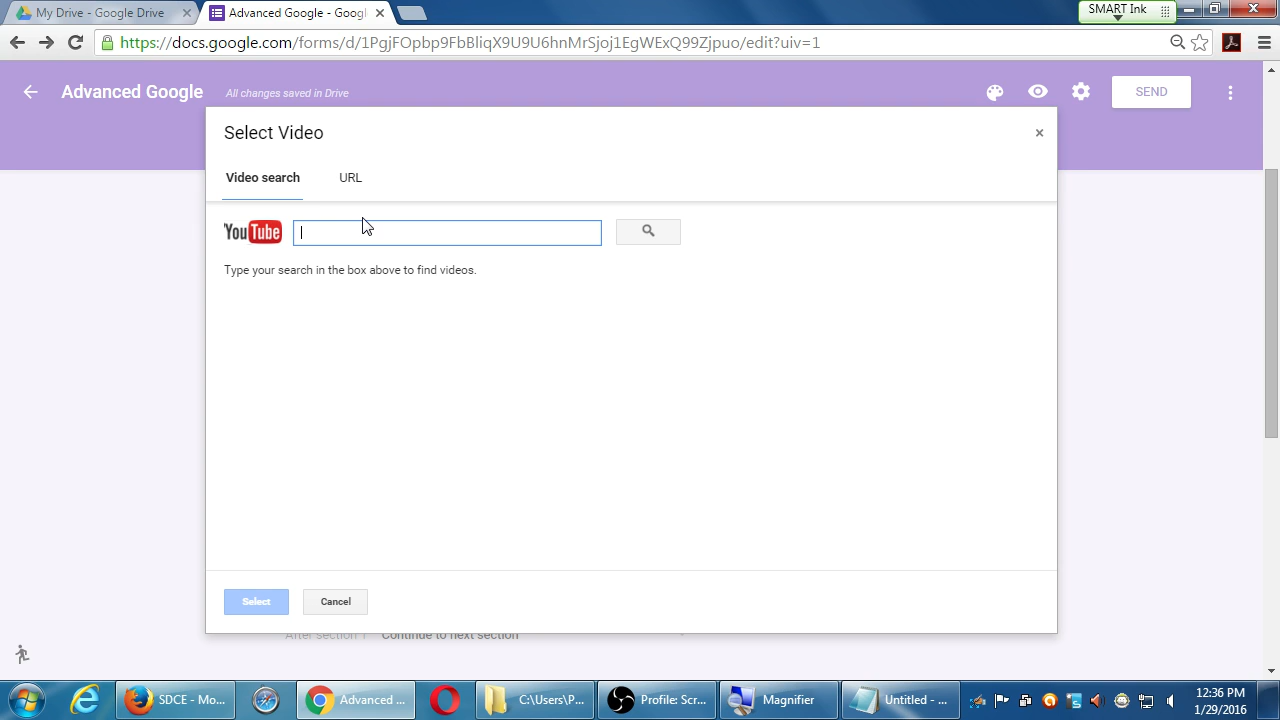 My Drive - Google Drive
Advanced Google - Googl
SMART Ink
https://docs.google.com/forms/d/1PgjFOpbp9FbBliqX9U9U6hnMrSjoj1EgWExQ99Zjpuo/edit?uiv=1
Advanced Google
All changes saved in Drive
SEND
Select Video
Video search
URL
YouTube
Type your search in the box above to find videos.
Select
Cancel
After section 1
Continue to next section
SDCE - Mo...
Advanced ...
C:\Users\P...
Profile: Scr...
Magnifier
Untitled - ...
12:36 PM
1/29/2016